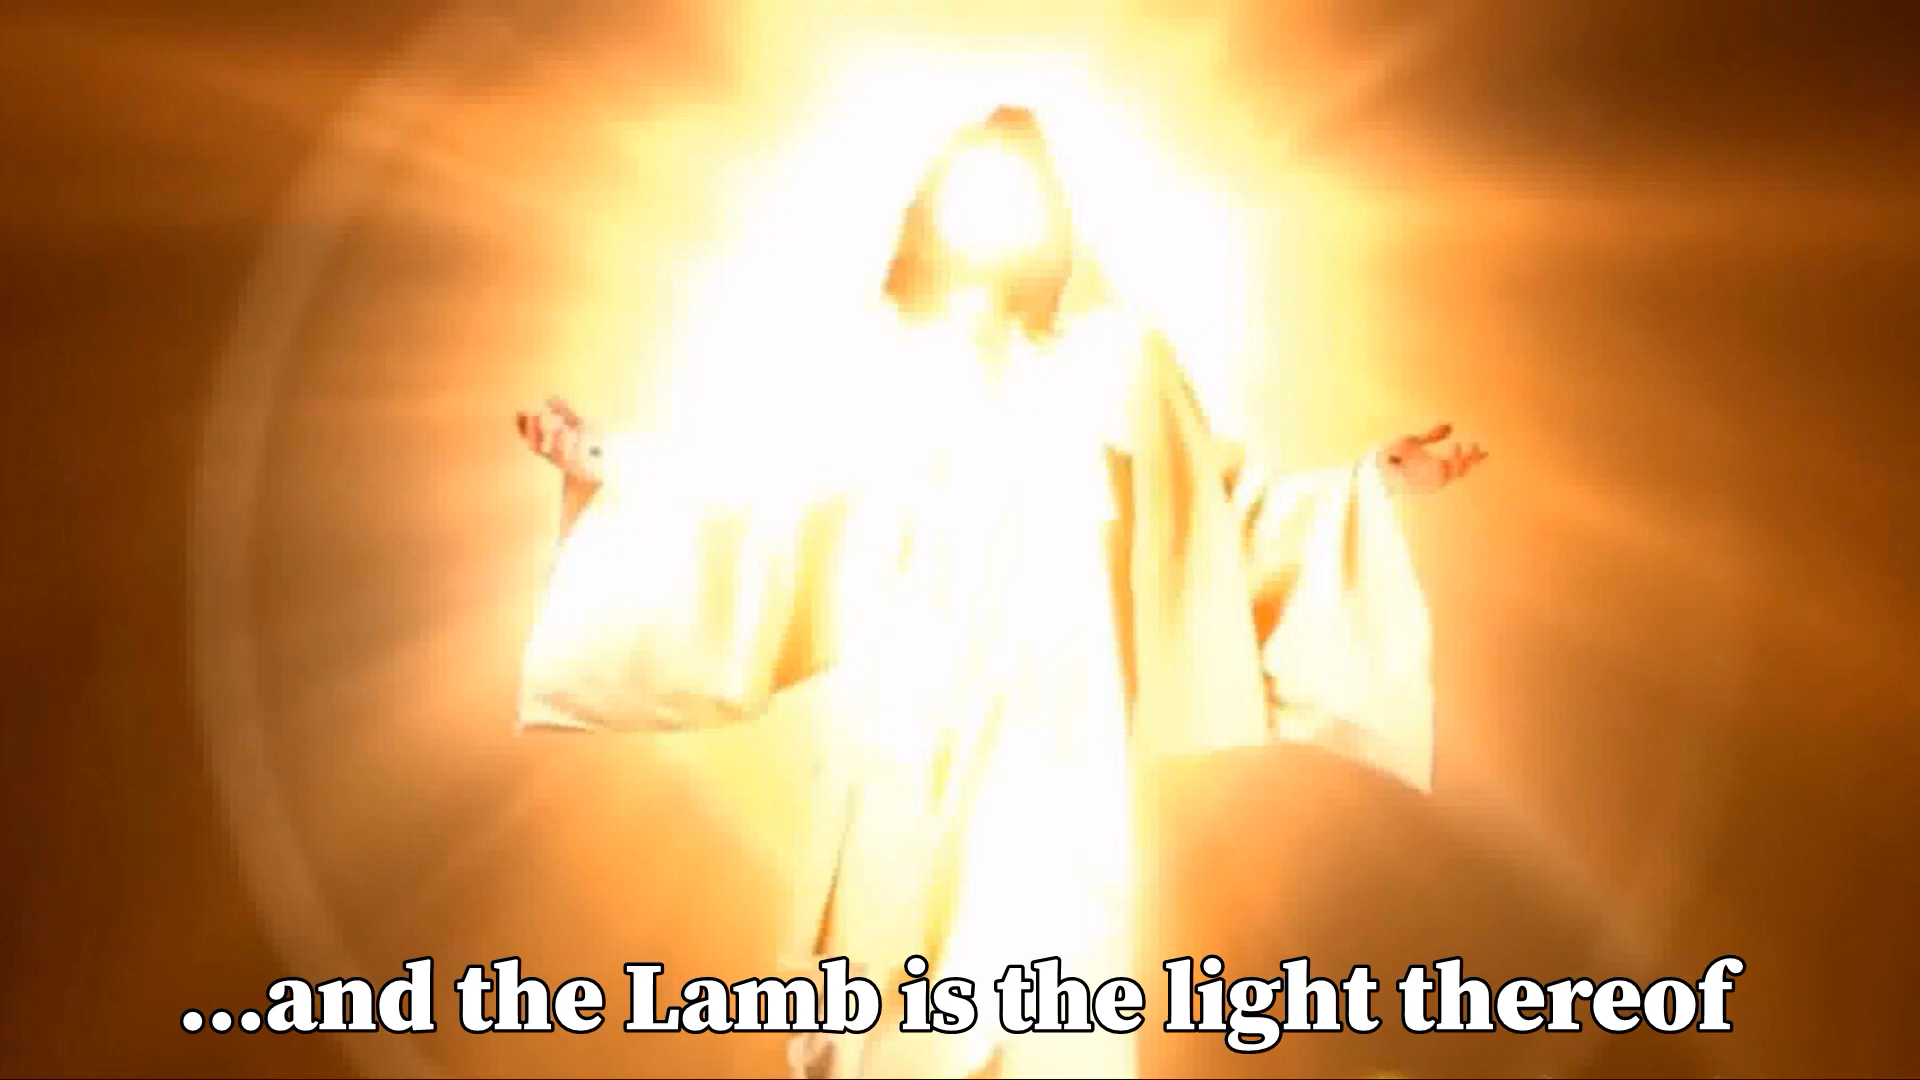 ...and the Lamb is the light thereof